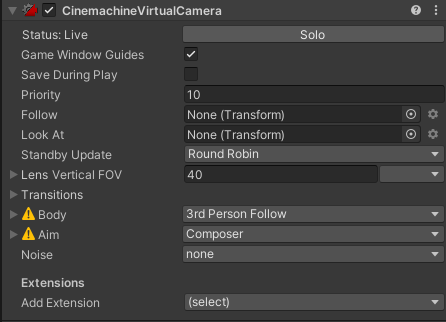 CinemachineVirtualCamera
Status: Live Solo
Game Window Guides
Save During Play
Priority 10
Follow None (Transform)
Look At None (Transform)
Standby Update Round Robin
Lens Vertical FOV 40
Transitions
Body 3rd Person Follow
Aim Composer
Noise none
Extensions
Add Extension (select)